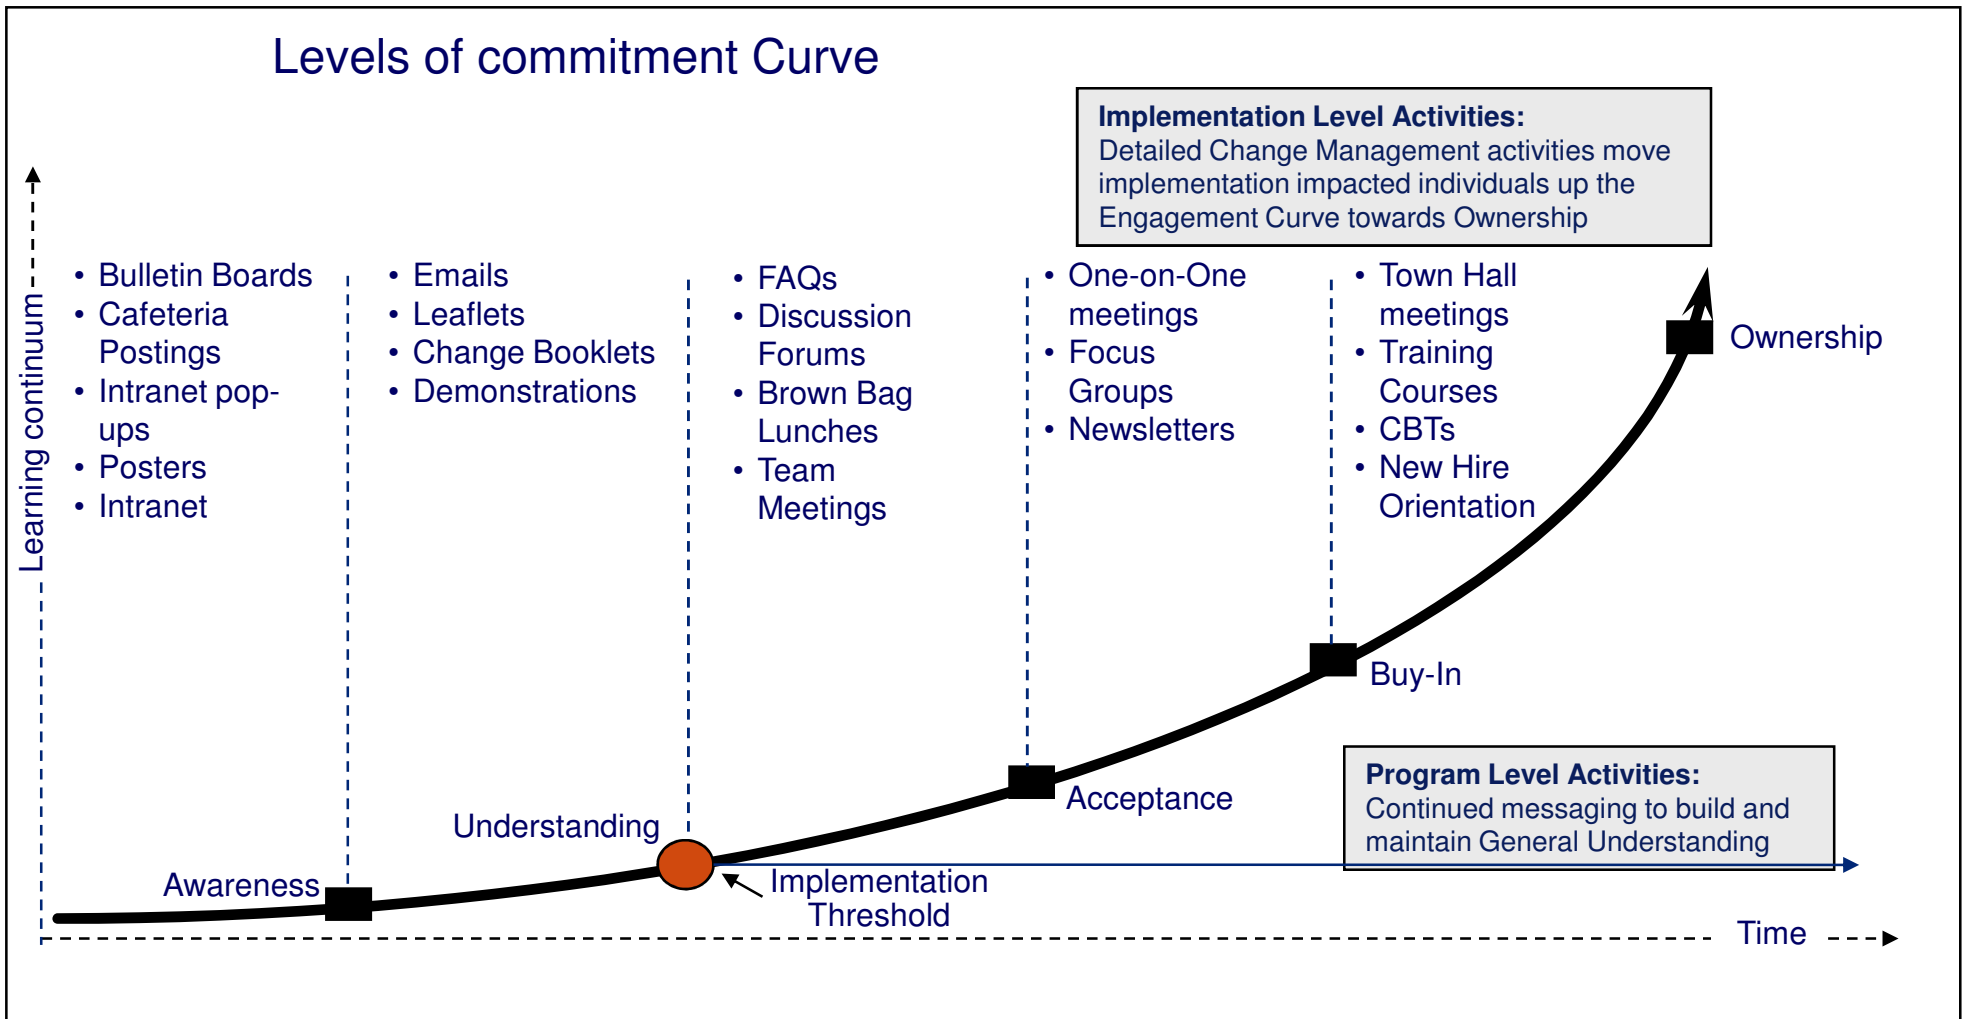 Levels of commitment Curve
Implementation Level Activities:
Detailed Change Management activities move
implementation impacted individuals up the
Engagement Curve towards Ownership
Learning continuum
• Bulletin Boards
• Cafeteria
Postings
• Intranet pop-
ups
• Posters
• Intranet
• Emails
• Leaflets
• Change Booklets
• Demonstrations
• FAQs
• Discussion
Forums
• Brown Bag
Lunches
• Team
Meetings
• One-on-One
meetings
• Focus
Groups
• Newsletters
• Town Hall
meetings
• Training
Courses
• CBTs
• New Hire
Orientation
Ownership
Buy-In
Acceptance
Understanding
Awareness
Implementation
Threshold
Program Level Activities:
Continued messaging to build and
maintain General Understanding
Time